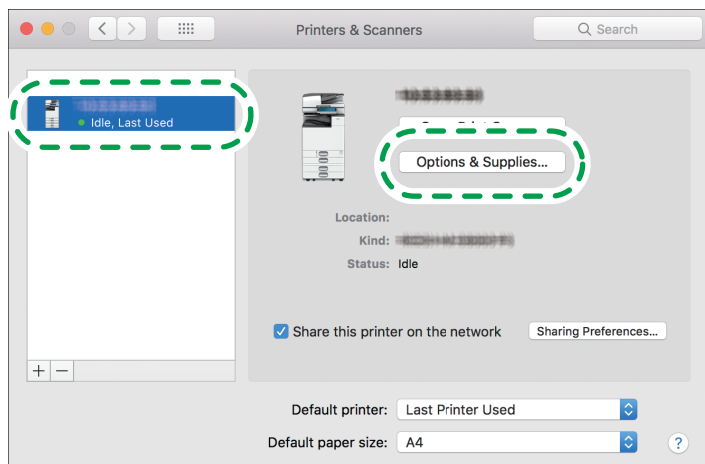 Printers & Scanners
Search
Idle, Last Used
Options & Supplies...
Location:
Kind:
Status: Idle
Share this printer on the network
Sharing Preferences...
Default printer: Last Printer Used
Default paper size: A4
?